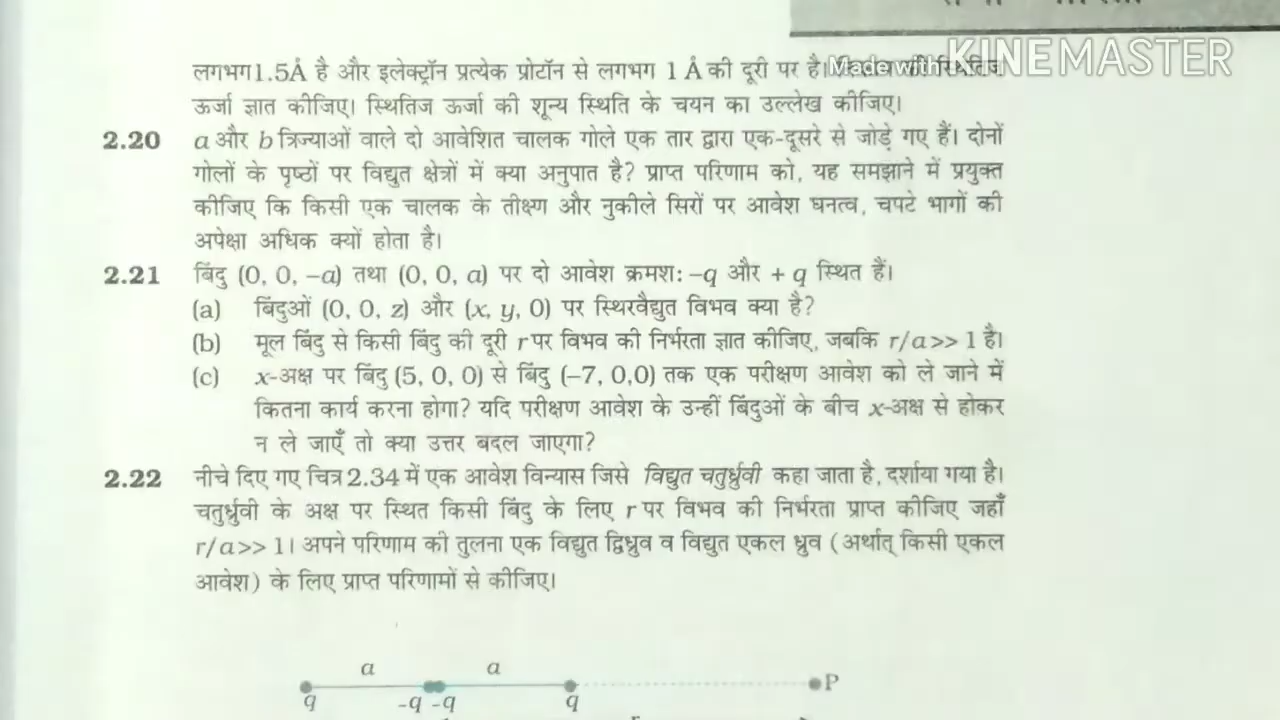 Made with KINEMASTER
लगभग 1.5Å है और इलेक्ट्रॉन प्रत्येक प्रोटॉन से लगभग 1 Å की दूरी पर है।
ऊर्जा ज्ञात कीजिए। स्थितिज ऊर्जा की शून्य स्थिति के चयन का उल्लेख कीजिए।
2.20 a और b त्रिज्याओं वाले दो आवेशित चालक गोले एक तार द्वारा एक-दूसरे से जोड़े गए हैं। दोनों
गोलों के पृष्ठों पर विद्युत क्षेत्रों में क्या अनुपात है? प्राप्त परिणाम को, यह समझाने में प्रयुक्त
कीजिए कि किसी एक चालक के तीक्ष्ण और नुकीले सिरों पर आवेश घनत्व, चपटे भागों की
अपेक्षा अधिक क्यों होता है।
2.21 बिंदु (0, 0, –a) तथा (0, 0, a) पर दो आवेश क्रमशः –q और +q स्थित हैं।
(a) बिंदुओं (0, 0, z) और (x, y, 0) पर स्थिरवैद्युत विभव क्या है?
(b) मूल बिंदु से किसी बिंदु की दूरी r पर विभव की निर्भरता ज्ञात कीजिए, जबकि r/a>> 1 है।
(c) x-अक्ष पर बिंदु (5, 0, 0) से बिंदु (–7, 0,0) तक एक परीक्षण आवेश को ले जाने में
कितना कार्य करना होगा? यदि परीक्षण आवेश के उन्हीं बिंदुओं के बीच x-अक्ष से होकर
न ले जाएँ तो क्या उत्तर बदल जाएगा?
2.22 नीचे दिए गए चित्र 2.34 में एक आवेश विन्यास जिसे विद्युत चतुर्ध्रुवी कहा जाता है, दर्शाया गया है।
चतुर्ध्रुवी के अक्ष पर स्थित किसी बिंदु के लिए r पर विभव की निर्भरता प्राप्त कीजिए जहाँ
r/a>> 1। अपने परिणाम की तुलना एक विद्युत द्विध्रुव व विद्युत एकल ध्रुव (अर्थात् किसी एकल
आवेश) के लिए प्राप्त परिणामों से कीजिए।
a a
P
q -q -q q